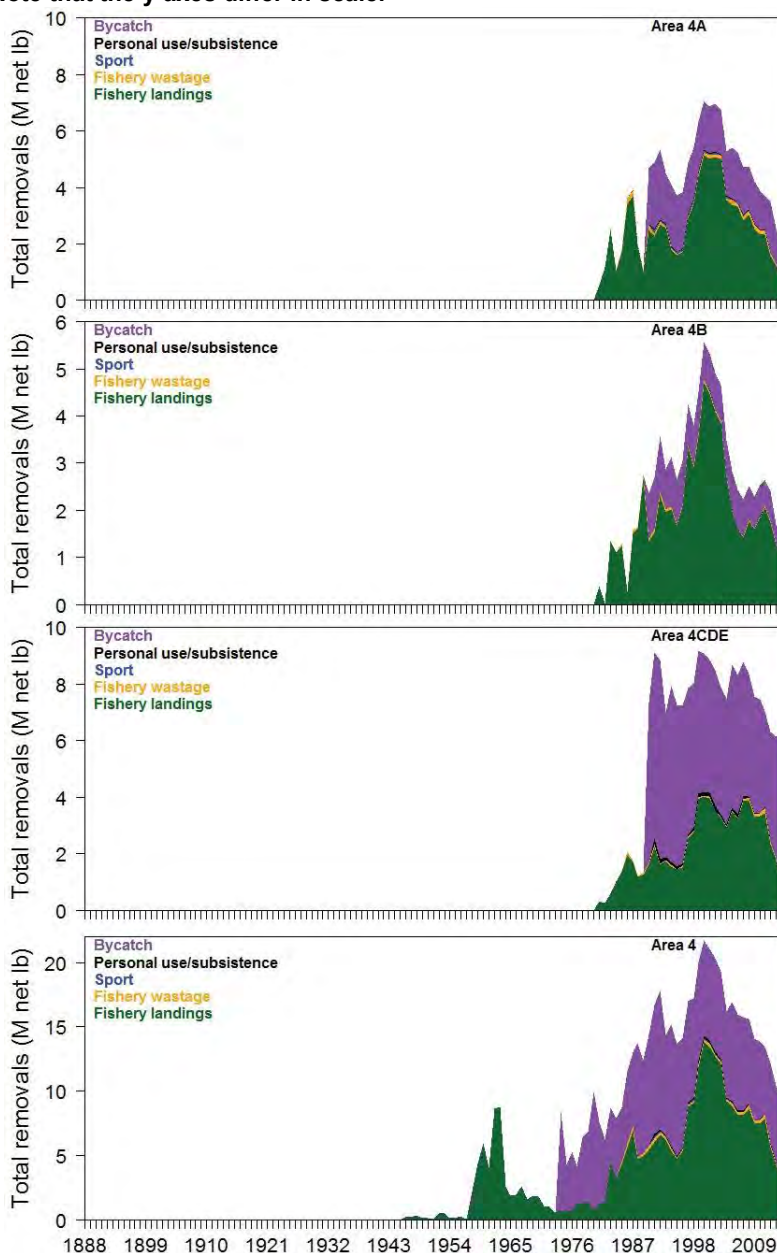 Note that the y-axes differ in scale.
Area 4A
Bycatch
Personal use/subsistence
Sport
Fishery wastage
Fishery landings
Total removals (M net lb)
10
8
6
4
2
0
Area 4B
Bycatch
Personal use/subsistence
Sport
Fishery wastage
Fishery landings
Total removals (M net lb)
6
5
4
3
2
1
0
Area 4CDE
Bycatch
Personal use/subsistence
Sport
Fishery wastage
Fishery landings
Total removals (M net lb)
10
8
6
4
2
0
Area 4
Bycatch
Personal use/subsistence
Sport
Fishery wastage
Fishery landings
Total removals (M net lb)
20
15
10
5
0
1888 1899 1910 1921 1932 1943 1954 1965 1976 1987 1998 2009